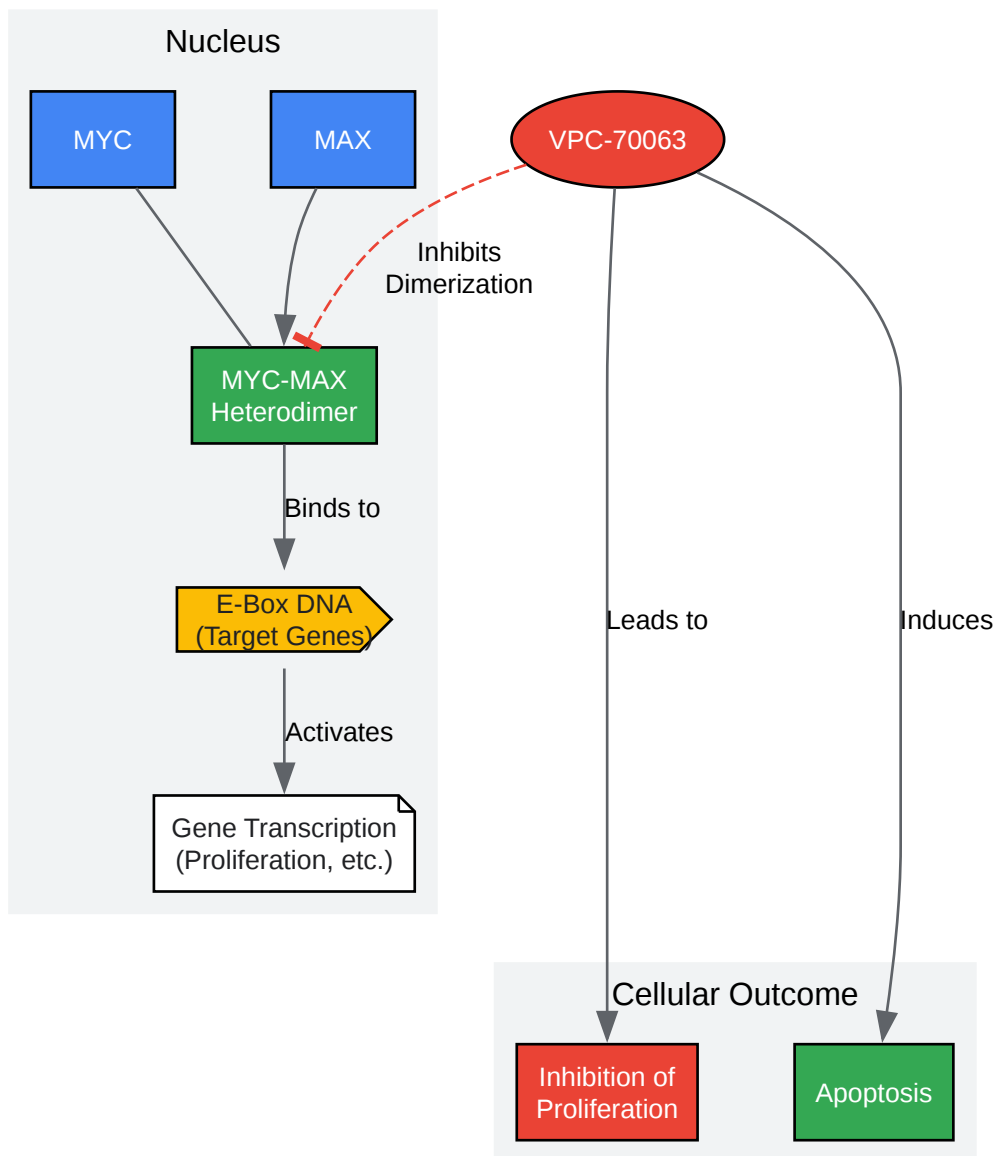 Nucleus
MYC
MAX
VPC-70063
Inhibits
Dimerization
MYC-MAX
Heterodimer
Binds to
E-Box DNA
(Target Genes)
Leads to
Induces
Activates
Gene Transcription
(Proliferation, etc.)
Cellular Outcome
Inhibition of
Proliferation
Apoptosis